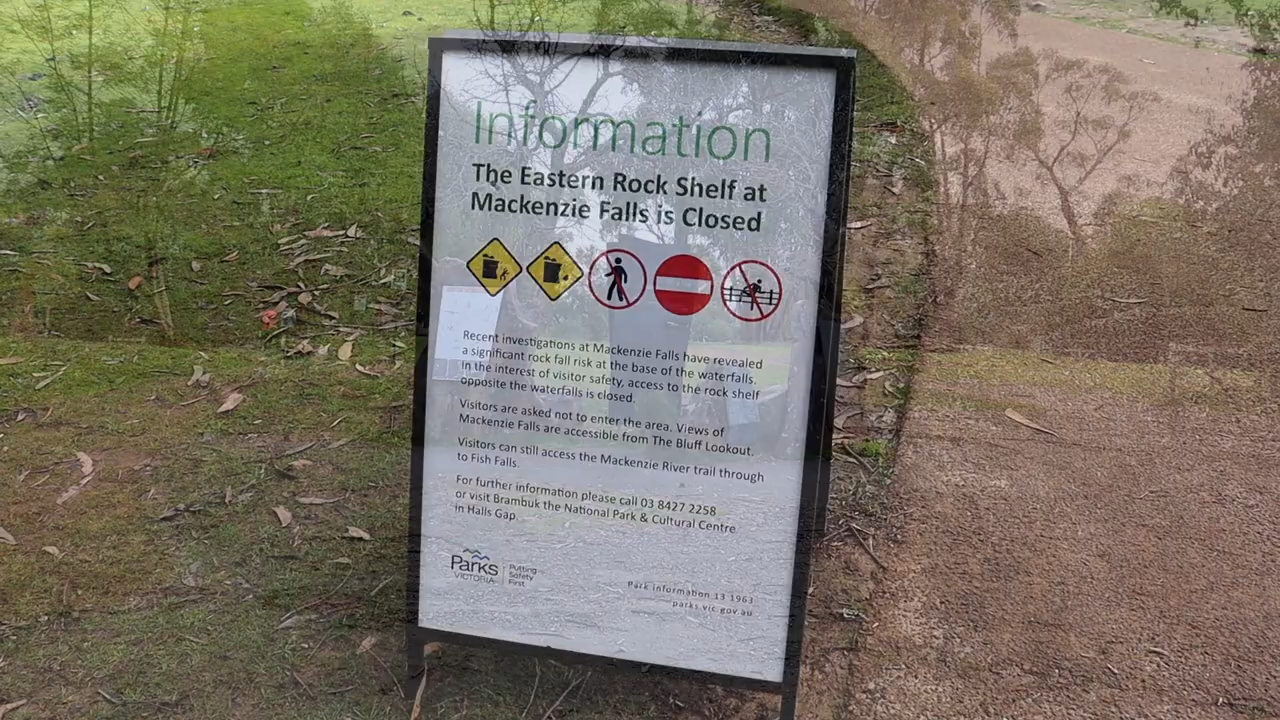 Information
The Eastern Rock Shelf at
Mackenzie Falls is Closed
Recent investigations at Mackenzie Falls have revealed
a significant rock fall risk at the base of the waterfalls.
In the interest of visitor safety, access to the rock shelf
opposite the waterfalls is closed.
Visitors are asked not to enter the area. Views of
Mackenzie Falls are accessible from The Bluff Lookout.
Visitors can still access the Mackenzie River trail through
to Fish Falls.
For further information please call 03 8427 2258
or visit Brambuk the National Park & Cultural Centre
in Halls Gap.
Parks
VICTORIA
Putting
Safety
First
Park information 13 1963
parks.vic.gov.au